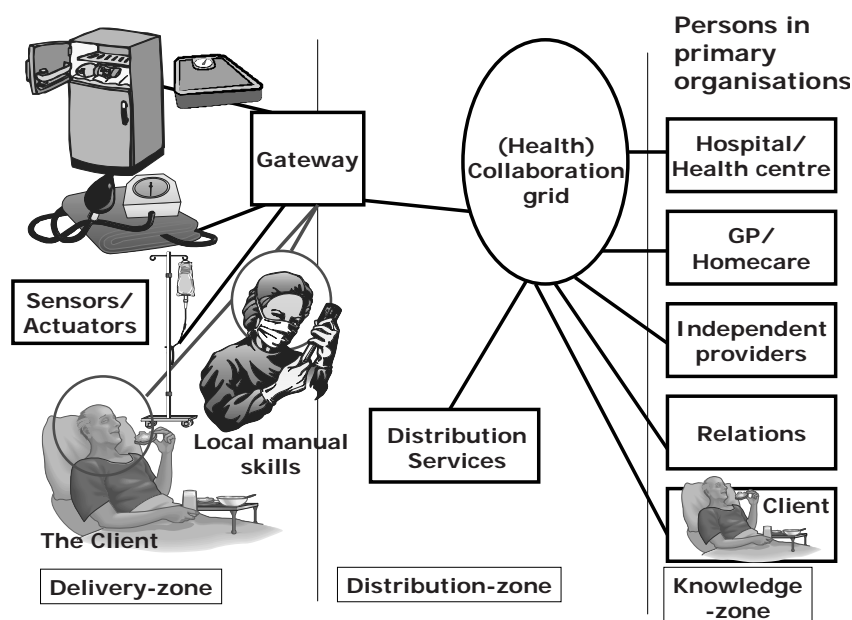 Persons in
primary
organisations
Gateway
(Health)
Collaboration
grid
Hospital/
Health centre
GP/
Homecare
Sensors/
Actuators
Independent
providers
Local manual
skills
Distribution
Services
Relations
The Client
Client
Delivery-zone
Distribution-zone
Knowledge
-zone